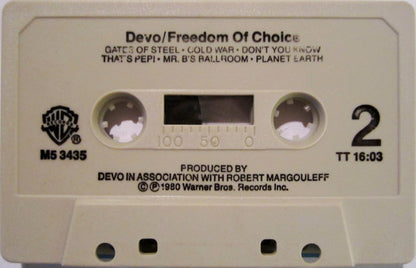 Devo/Freedom Of Choice
GATES OF STEEL • COLD WAR • DON'T YOU KNOW
THAT'S PEPI • MR. B'S BALLROOM • PLANET EARTH
WB ®
M5 3435
100 50 0
2
TT 16:03
PRODUCED BY
DEVO IN ASSOCIATION WITH ROBERT MARGOULEFF
© ℗ 1980 Warner Bros. Records Inc.